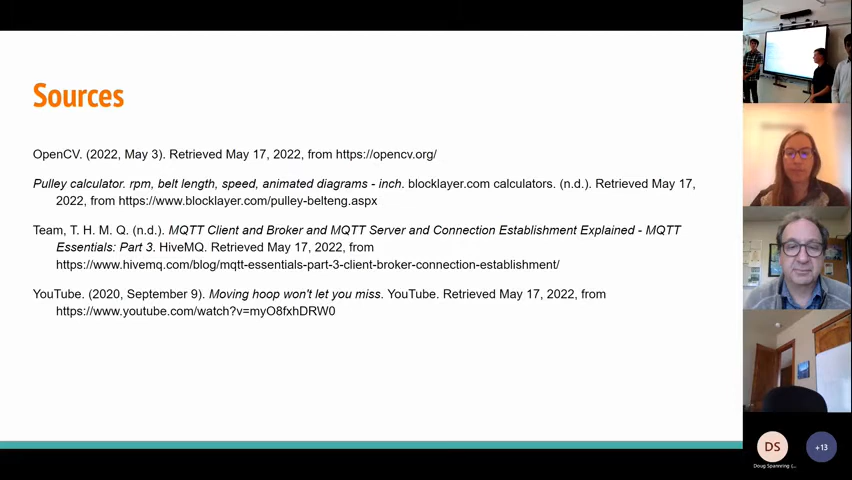 Sources
OpenCV. (2022, May 3). Retrieved May 17, 2022, from https://opencv.org/
Pulley calculator. rpm, belt length, speed, animated diagrams - inch. blocklayer.com calculators. (n.d.). Retrieved May 17,
2022, from https://www.blocklayer.com/pulley-belteng.aspx
Team, T. H. M. Q. (n.d.). MQTT Client and Broker and MQTT Server and Connection Establishment Explained - MQTT
Essentials: Part 3. HiveMQ. Retrieved May 17, 2022, from
https://www.hivemq.com/blog/mqtt-essentials-part-3-client-broker-connection-establishment/
YouTube. (2020, September 9). Moving hoop won't let you miss. YouTube. Retrieved May 17, 2022, from
https://www.youtube.com/watch?v=myO8fxhDRW0
DS
+13
Doug Spanring (...